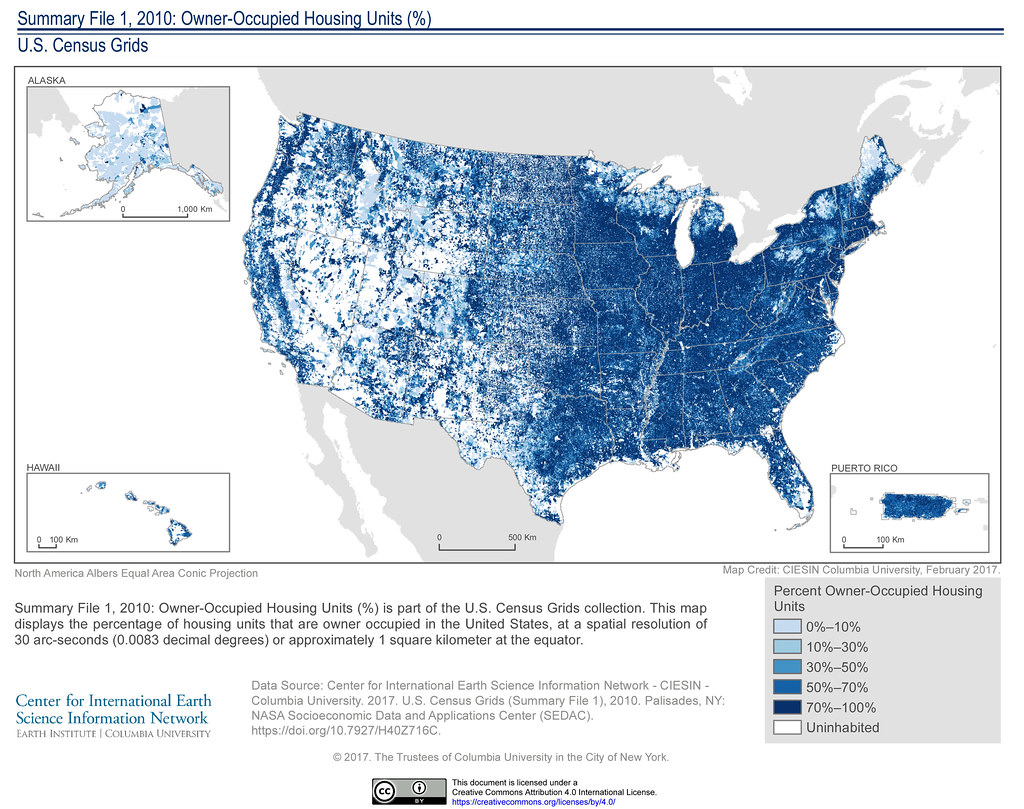 Summary File 1, 2010: Owner-Occupied Housing Units (%)
U.S. Census Grids
ALASKA
0 1,000 Km
HAWAII
0 100 Km
0 500 Km
PUERTO RICO
0 100 Km
North America Albers Equal Area Conic Projection
Map Credit: CIESIN Columbia University, February 2017.
Summary File 1, 2010: Owner-Occupied Housing Units (%) is part of the U.S. Census Grids collection. This map
displays the percentage of housing units that are owner occupied in the United States, at a spatial resolution of
30 arc-seconds (0.0083 decimal degrees) or approximately 1 square kilometer at the equator.
Percent Owner-Occupied Housing
Units
0%–10%
10%–30%
30%–50%
50%–70%
70%–100%
Uninhabited
Center for International Earth
Science Information Network
EARTH INSTITUTE | COLUMBIA UNIVERSITY
Data Source: Center for International Earth Science Information Network - CIESIN -
Columbia University. 2017. U.S. Census Grids (Summary File 1), 2010. Palisades, NY:
NASA Socioeconomic Data and Applications Center (SEDAC).
https://doi.org/10.7927/H40Z716C.
© 2017. The Trustees of Columbia University in the City of New York.
cc BY
This document is licensed under a
Creative Commons Attribution 4.0 International License.
https://creativecommons.org/licenses/by/4.0/